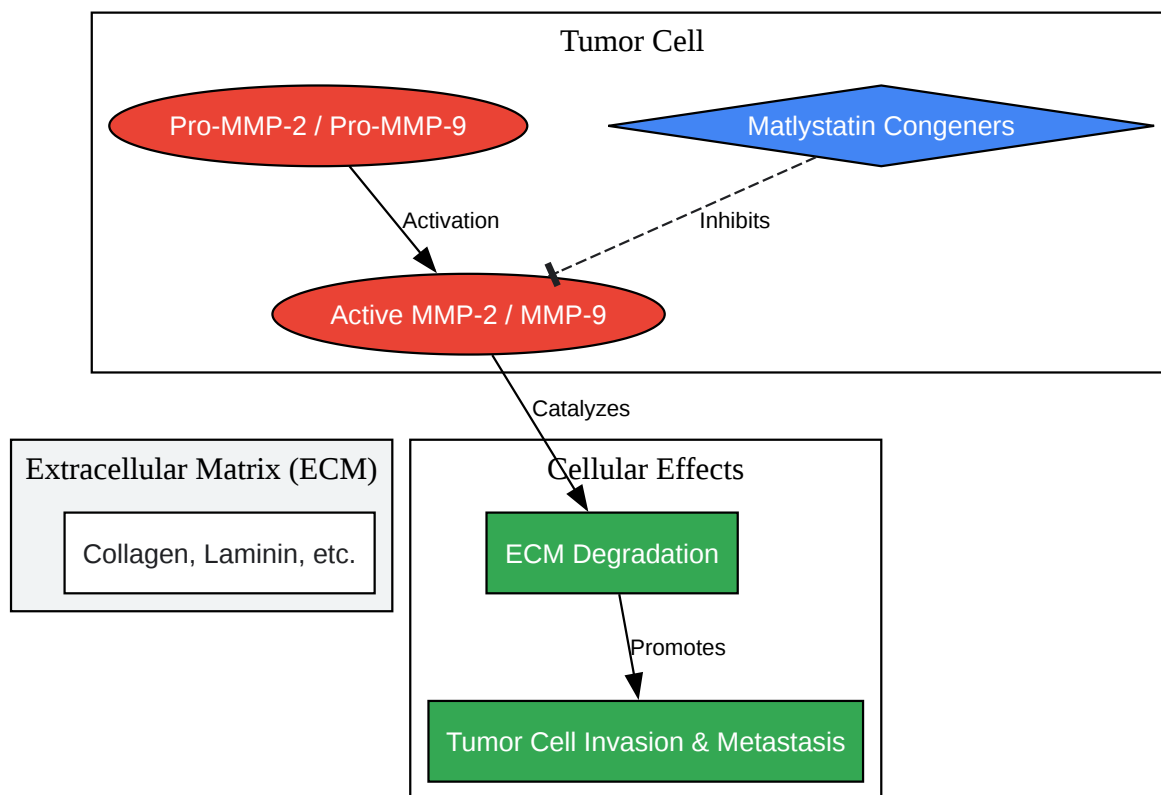 Tumor Cell
Pro-MMP-2 / Pro-MMP-9
Matlystatin Congeners
Activation
Inhibits
Active MMP-2 / MMP-9
Catalyzes
Extracellular Matrix (ECM)
Cellular Effects
Collagen, Laminin, etc.
ECM Degradation
Promotes
Tumor Cell Invasion & Metastasis